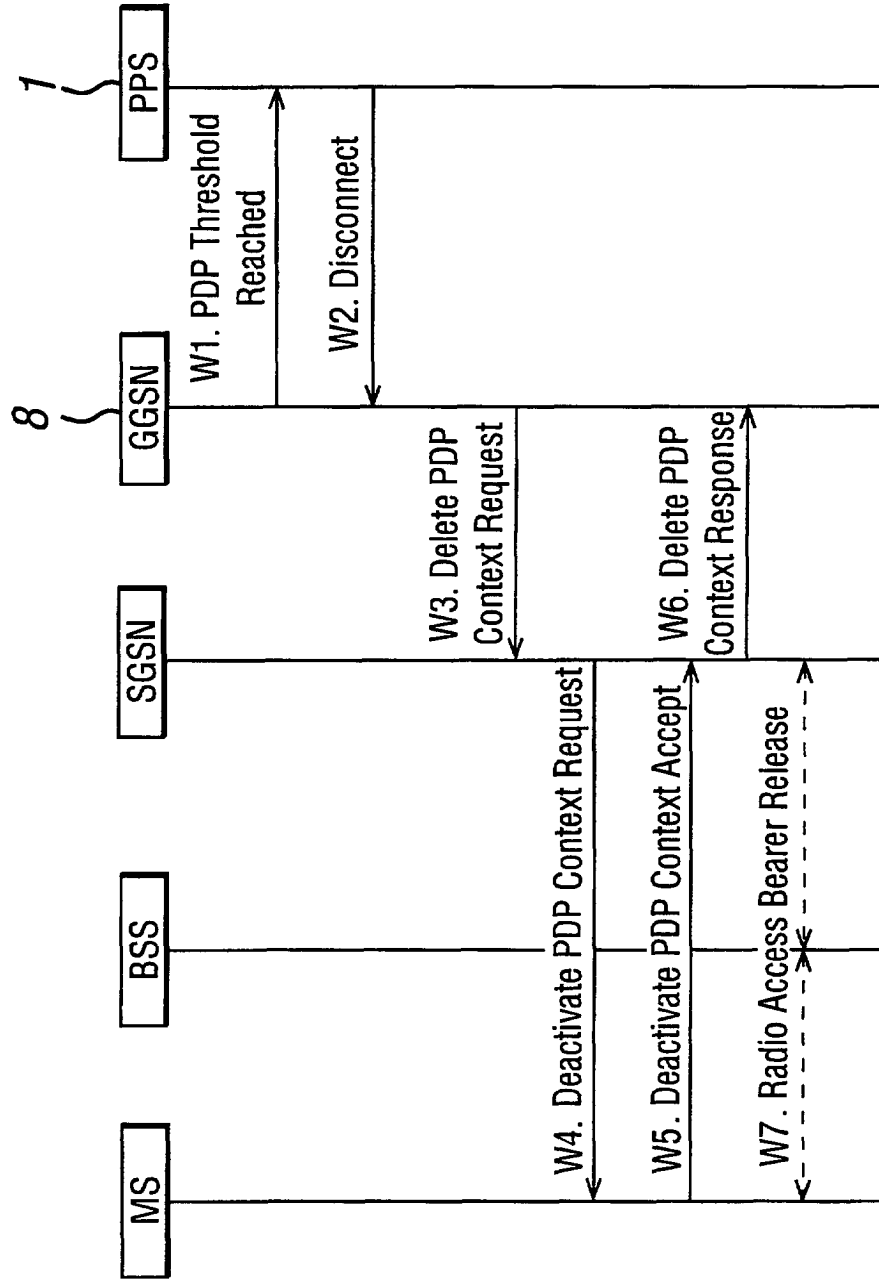 8
1
MS
BSS
SGSN
GGSN
PPS
W1. PDP Threshold
Reached
W2. Disconnect
W3. Delete PDP
Context Request
W4. Deactivate PDP Context Request
W5. Deactivate PDP Context Accept
W6. Delete PDP
Context Response
W7. Radio Access Bearer Release